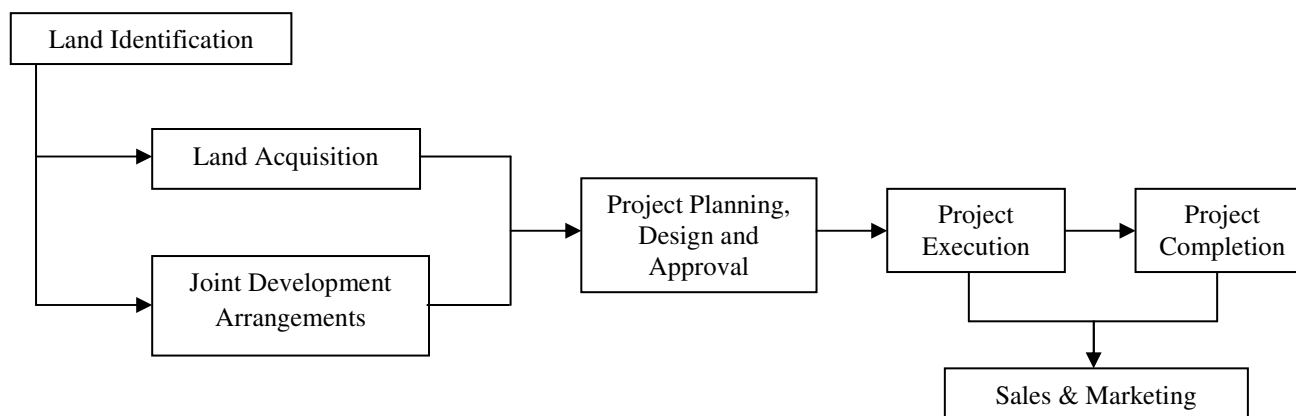 Land Identification
Land Acquisition
Joint Development
Arrangements
Project Planning,
Design and
Approval
Project
Execution
Project
Completion
Sales & Marketing